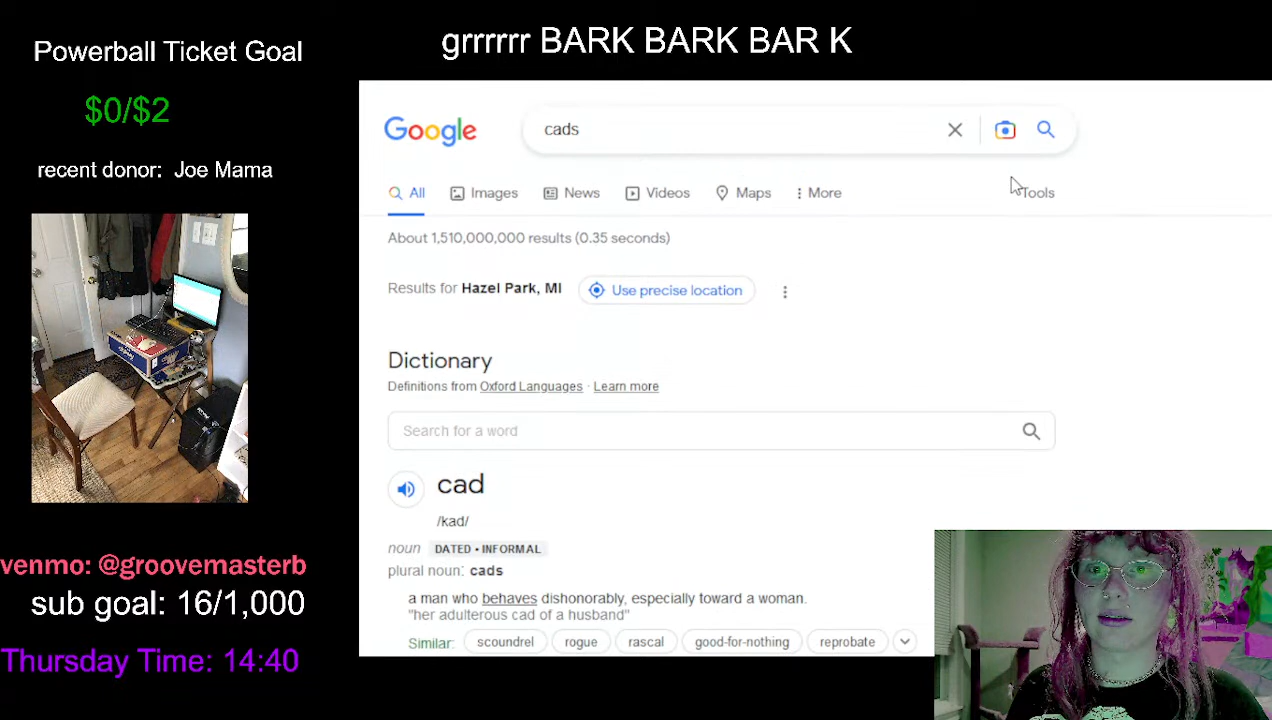 Powerball Ticket Goal
$0/$2
recent donor: Joe Mama
venmo: @groovemasterb
sub goal: 16/1,000
Thursday Time: 14:40
grrrrrr BARK BARK BAR K
Google
cads
All
Images
News
Videos
Maps
More
Tools
About 1,510,000,000 results (0.35 seconds)
Results for Hazel Park, MI
Use precise location
Dictionary
Definitions from Oxford Languages · Learn more
Search for a word
cad
/kad/
noun DATED • INFORMAL
plural noun: cads
a man who behaves dishonorably, especially toward a woman.
"her adulterous cad of a husband"
Similar: scoundrel rogue rascal good-for-nothing reprobate